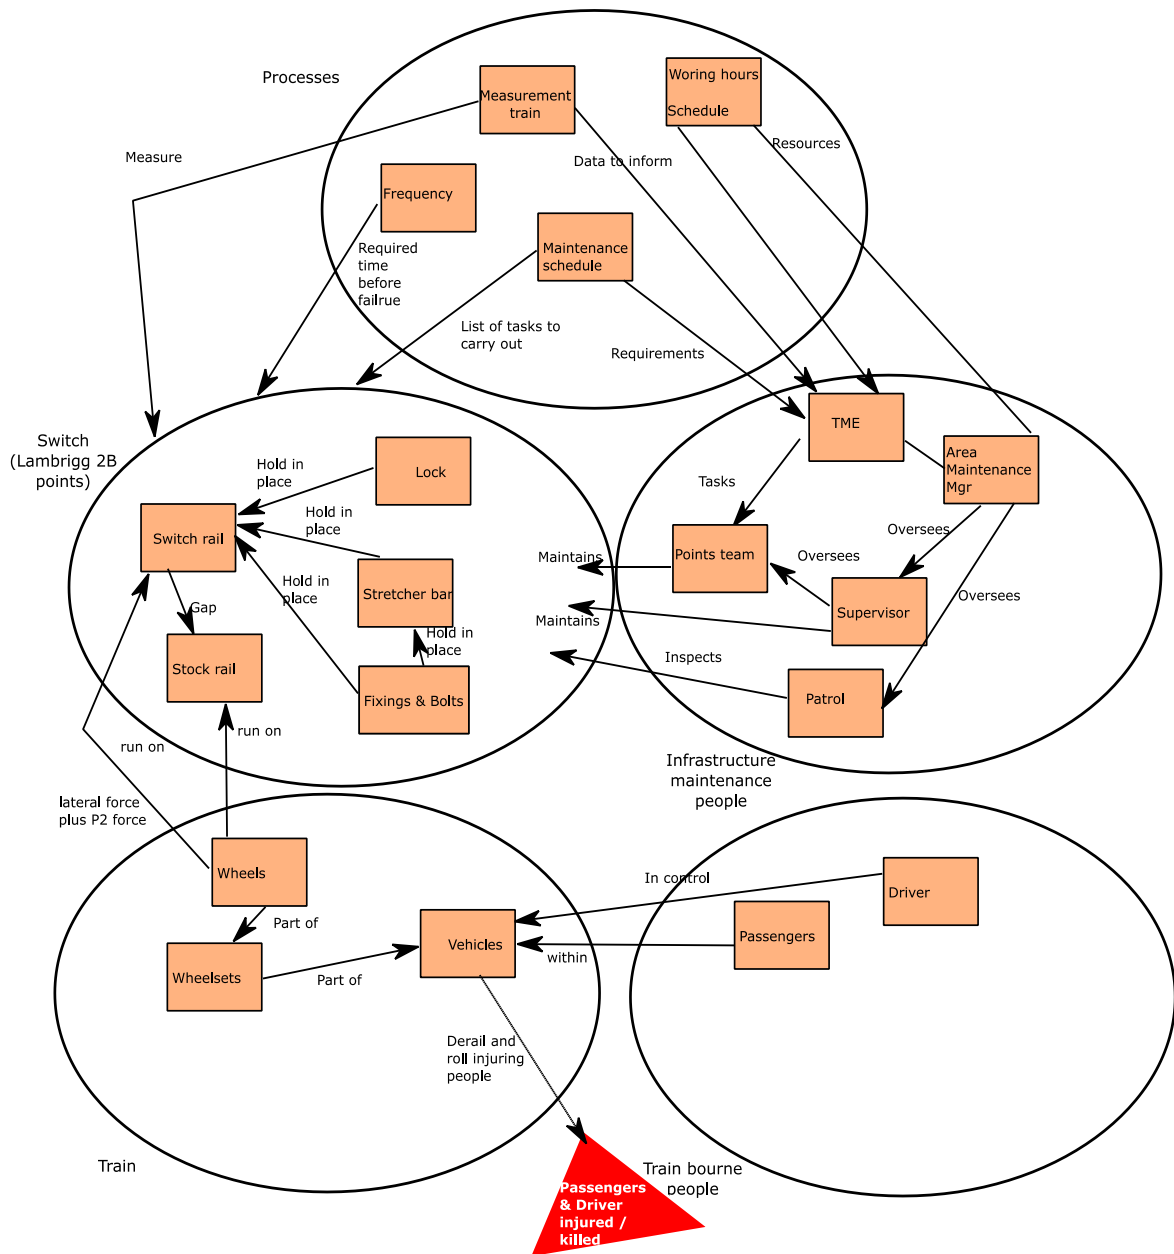 Processes
Measurement
train
Woring hours
Schedule
Measure
Data to inform
Resources
Frequency
Required
time
before
failrue
Maintenance
schedule
List of tasks to
carry out
Requirements
Switch
(Lambrigg 2B
points)
Hold in
place
Lock
TME
Area
Maintenance
Mgr
Tasks
Switch rail
Hold in
place
Points team
Oversees
Maintains
Oversees
Hold in
place
Stretcher bar
Oversees
Gap
Supervisor
Maintains
Hold in
place
Stock rail
Inspects
Fixings & Bolts
Patrol
run on
run on
Infrastructure
maintenance
people
lateral force
plus P2 force
Wheels
In control
Driver
Part of
Vehicles
Passengers
within
Wheelsets
Part of
Derail and
roll injuring
people
Train
Train bourne
people
Passengers
& Driver
injured /
killed